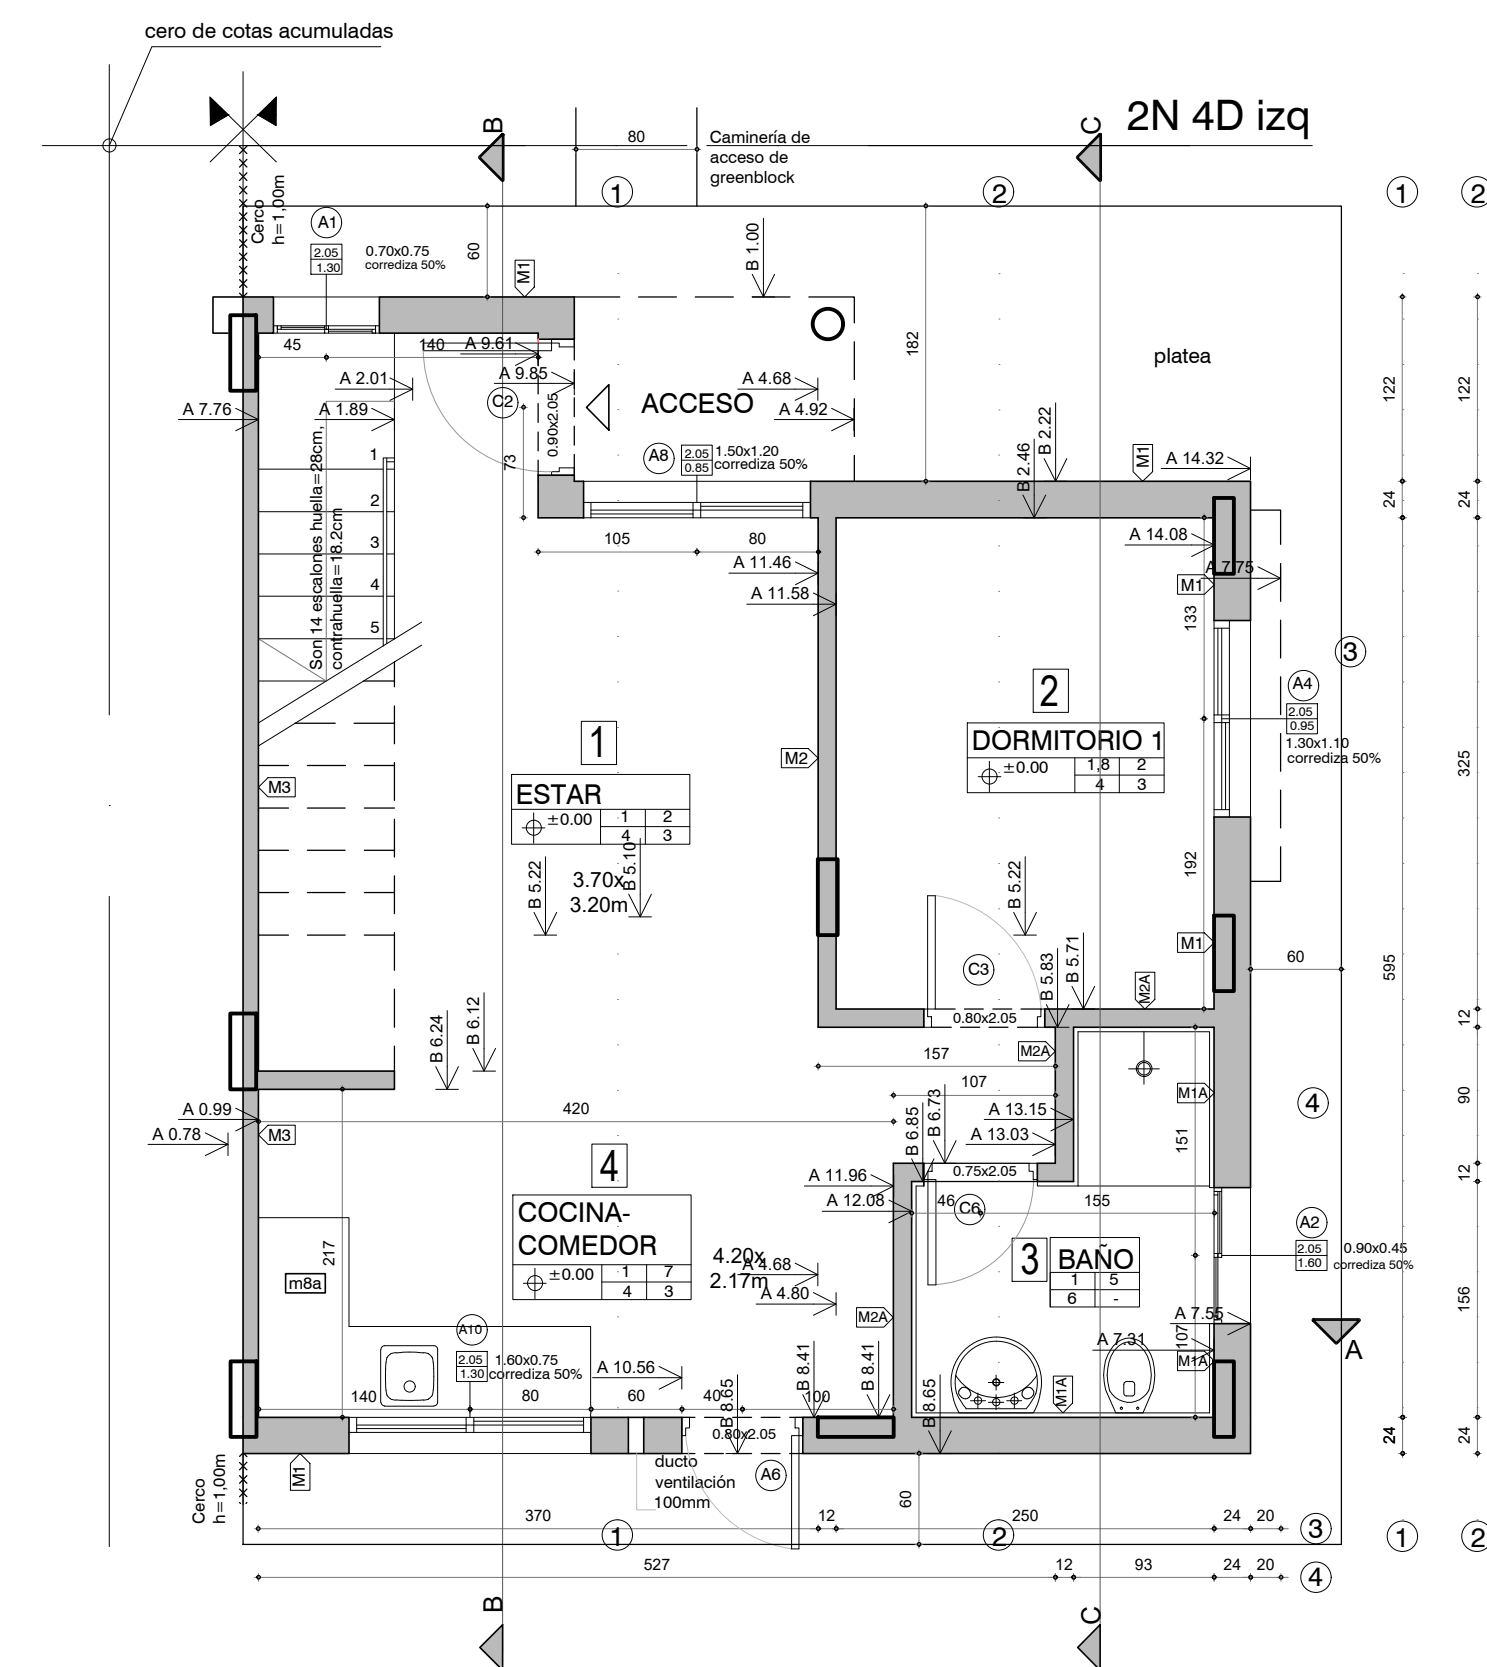 cero de cotas acumuladas
2N 4D izq
B
C
80
Caminería de
acceso de
greenblock
1
2
1
2
Cerco
h=1,00m
A1
2.05
1.30
0.70x0.75
corrediza 50%
60
M1
B 1.00
182
platea
122
122
45
140
A 9.61
A 9.85
A 2.01
A 7.76
A 1.89
C2
0.90x2.05
73
ACCESO
A 4.68
A 4.92
A8
2.05
0.85
1.50x1.20
corrediza 50%
B 2.46
B 2.22
M1
A 14.32
24
24
1
2
3
4
5
Son 14 escalones huella=28cm,
contrahuella=18.2cm
105
80
A 11.46
A 11.58
A 14.08
A 7.75
M1
133
3
A4
2.05
0.95
1.30x1.10
corrediza 50%
325
1
ESTAR
±0.00
1
2
4
3
2
DORMITORIO 1
±0.00
1,8
2
4
3
M2
M3
B 5.22
3.70x
3.20m
B 5.10
B 5.22
192
C3
M1
60
595
B 5.83
B 5.71
M2A
0.80x2.05
12
B 6.24
B 6.12
157
M2A
107
M1A
4
90
A 0.99
A 0.78
M3
420
B 6.85
B 6.73
A 13.15
A 13.03
151
12
4
COCINA-
COMEDOR
±0.00
1
7
4
3
0.75x2.05
A 11.96
A 12.08
46
C6
155
3
BAÑO
1
5
6
-
A2
2.05
1.60
0.90x0.45
corrediza 50%
217
m8a
4.20x
2.17m
A 4.68
A 4.80
M2A
A 7.55
A 7.31
107
M1A
156
A
A10
2.05
1.30
1.60x0.75
corrediza 50%
A 10.56
B 8.41
B 8.41
140
80
60
40
100
B 8.65
B 8.65
M1A
0.80x2.05
24
24
Cerco
h=1,00m
M1
ducto
ventilación
100mm
A6
60
370
1
12
2
250
24
20
3
1
2
527
12
93
24
20
4
B
C